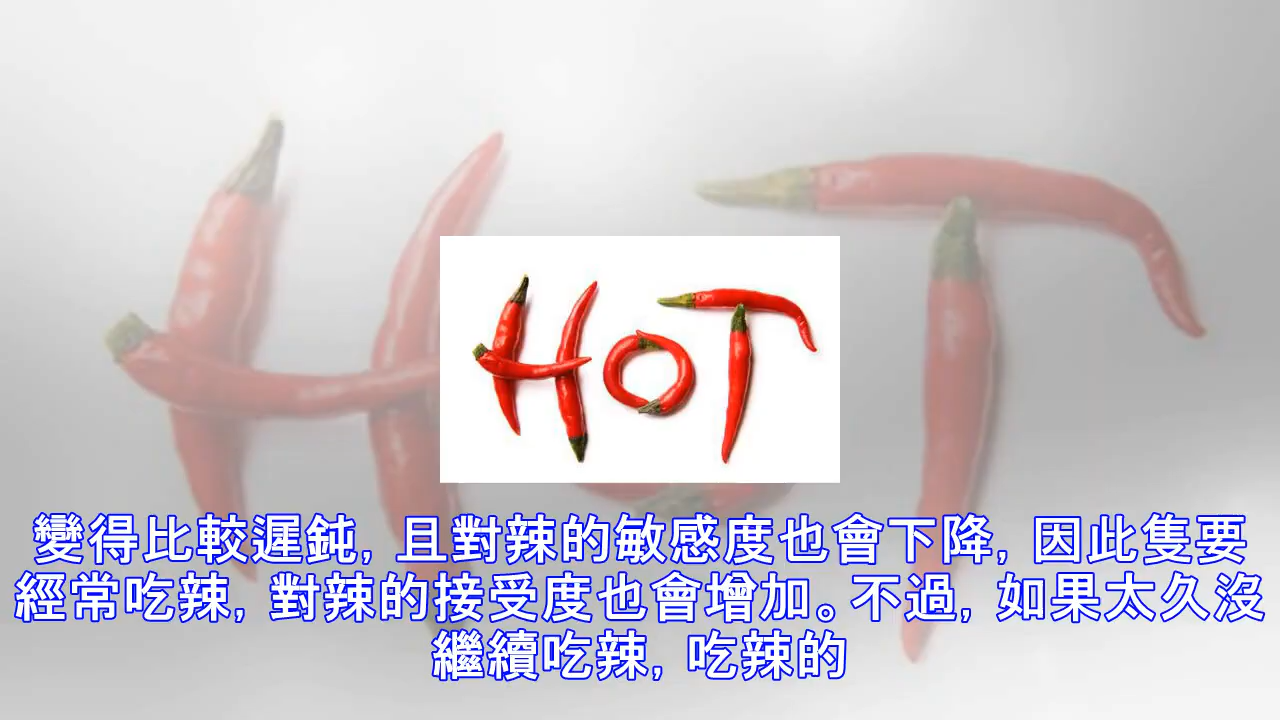 HOT
變得比較遲鈍, 且對辣的敏感度也會下降, 因此隻要
經常吃辣, 對辣的接受度也會增加。不過, 如果太久沒
繼續吃辣, 吃辣的